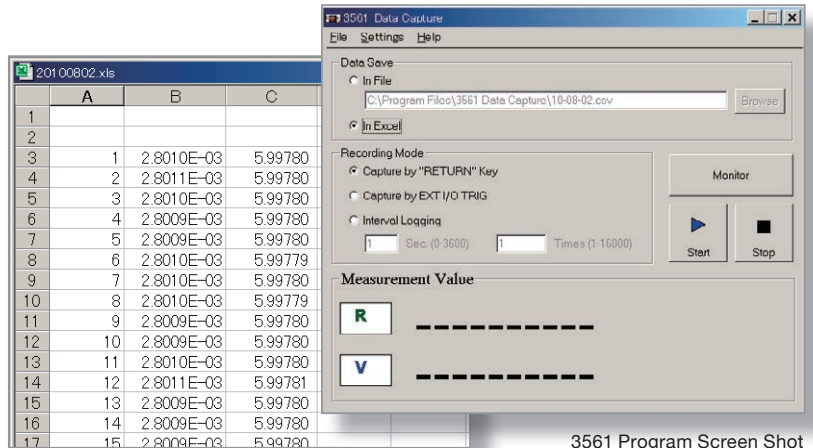 3561 Data Capture
File Settings Help
Data Save
In File
C:\Program Files\3561 Data Capture\10-08-02.csv
Browse
In Excel
Recording Mode
Capture by "RETURN" Key
Capture by EXT I/O TRIG
Interval Logging
1 Sec. (0-3600) 1 Times (1-16000)
Monitor
Start
Stop
Measurement Value
R
V
20100802.xls
A B C
1
2
3 1 2.8010E-03 5.99780
4 2 2.8011E-03 5.99780
5 3 2.8010E-03 5.99780
6 4 2.8009E-03 5.99780
7 5 2.8009E-03 5.99780
8 6 2.8010E-03 5.99779
9 7 2.8010E-03 5.99780
10 8 2.8010E-03 5.99779
11 9 2.8009E-03 5.99780
12 10 2.8009E-03 5.99780
13 11 2.8010E-03 5.99780
14 12 2.8011E-03 5.99781
15 13 2.8009E-03 5.99780
16 14 2.8009E-03 5.99780
17 15 2.8009E-03 5.99780
3561 Program Screen Shot